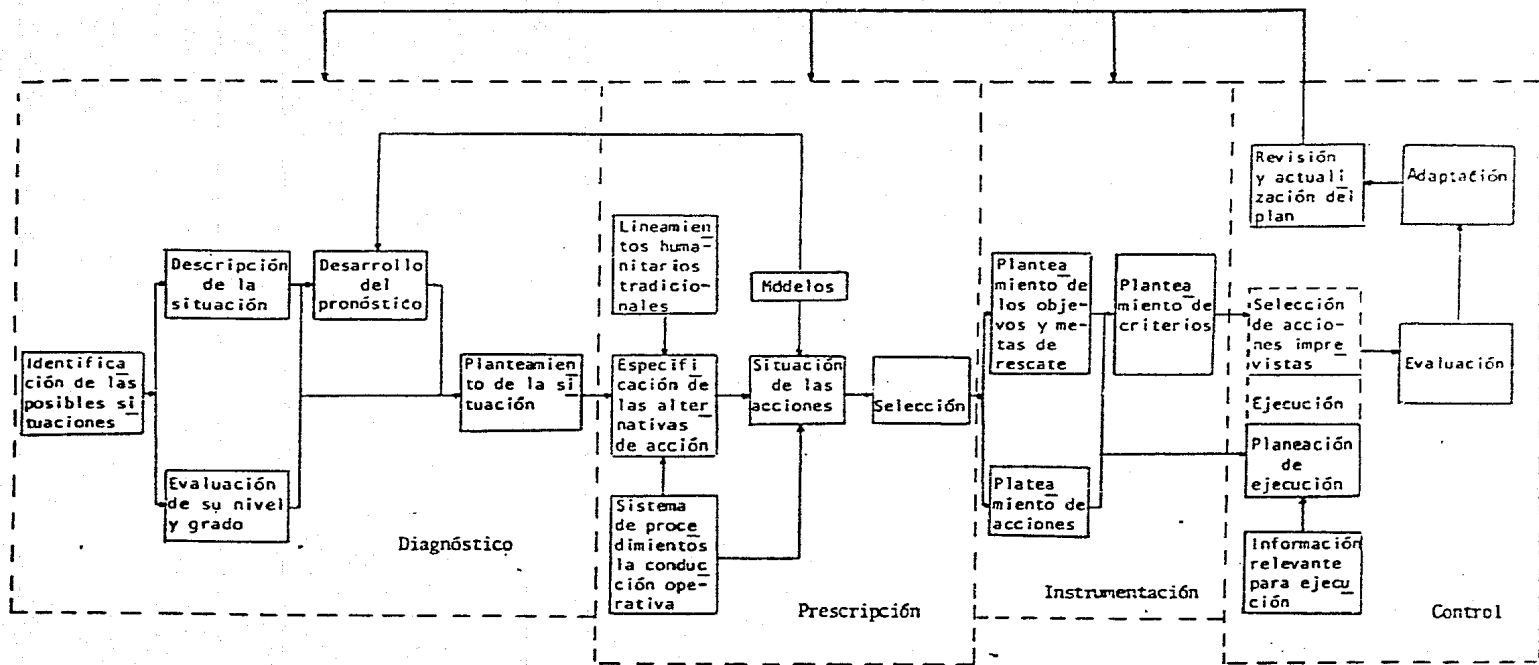 Identifica
ción de las
posibles si
tuaciones
Descripción
de la
situación
Evaluación
de su nivel
y grado
Desarrollo
del
pronóstico
Planteamien
to de la si
tuación
Diagnóstico
Lineamien
tos huma-
nitarios
tradicio-
nales
Especifi
cación de
las alter
nativas
de acción
Sistema
de proce
dimientos
la conduc
ción ope-
rativa
Modelos
Situación
de las
acciones
Selección
Prescripción
Plantea
miento de
los obje-
vos y me-
tas de
rescate
Platea
miento de
acciones
Plantea
miento de
criterios
Instrumentación
Revisión
y actuali
zación del
plan
Adaptación
Selección
de accio-
nes impre
vistas
Ejecución
Planeación
de
ejecución
Información
relevante
para ejecu
ción
Evaluación
Control